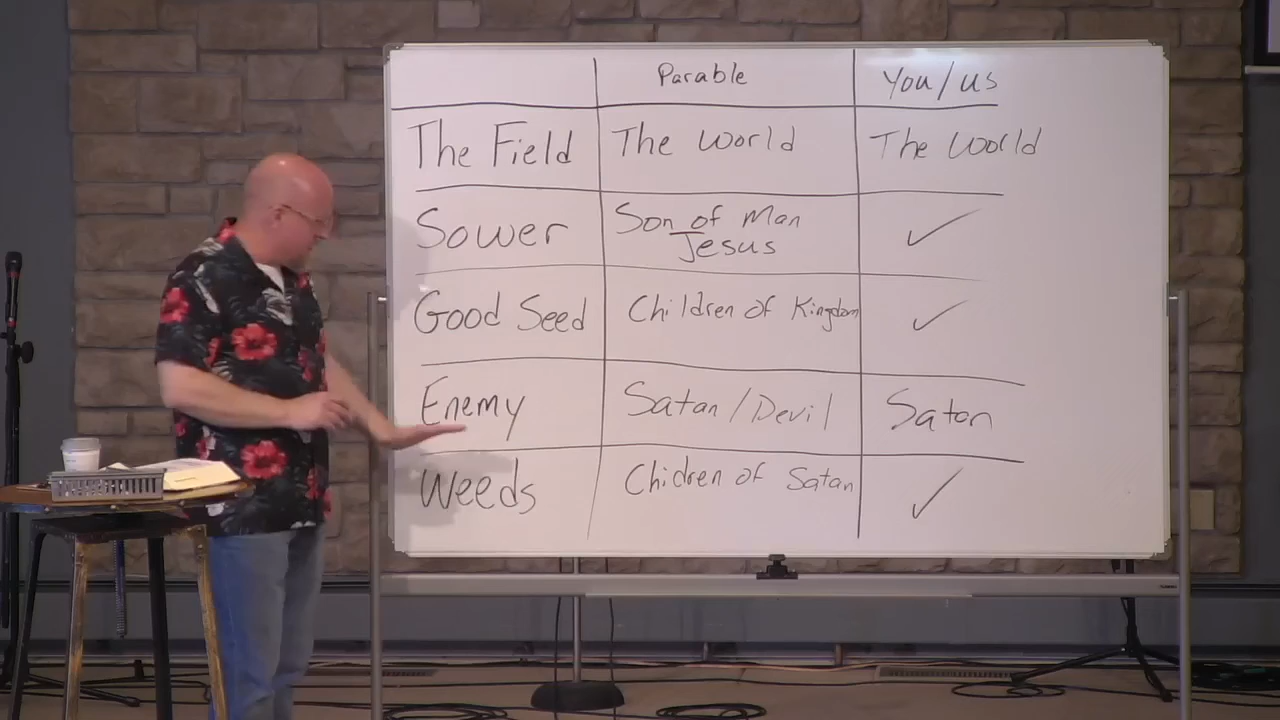 Parable You/us
The Field The World The World
Sower Son of Man
Jesus
Good Seed Children of Kingdom
Enemy Satan/Devil Satan
Weeds Chidren of Satan